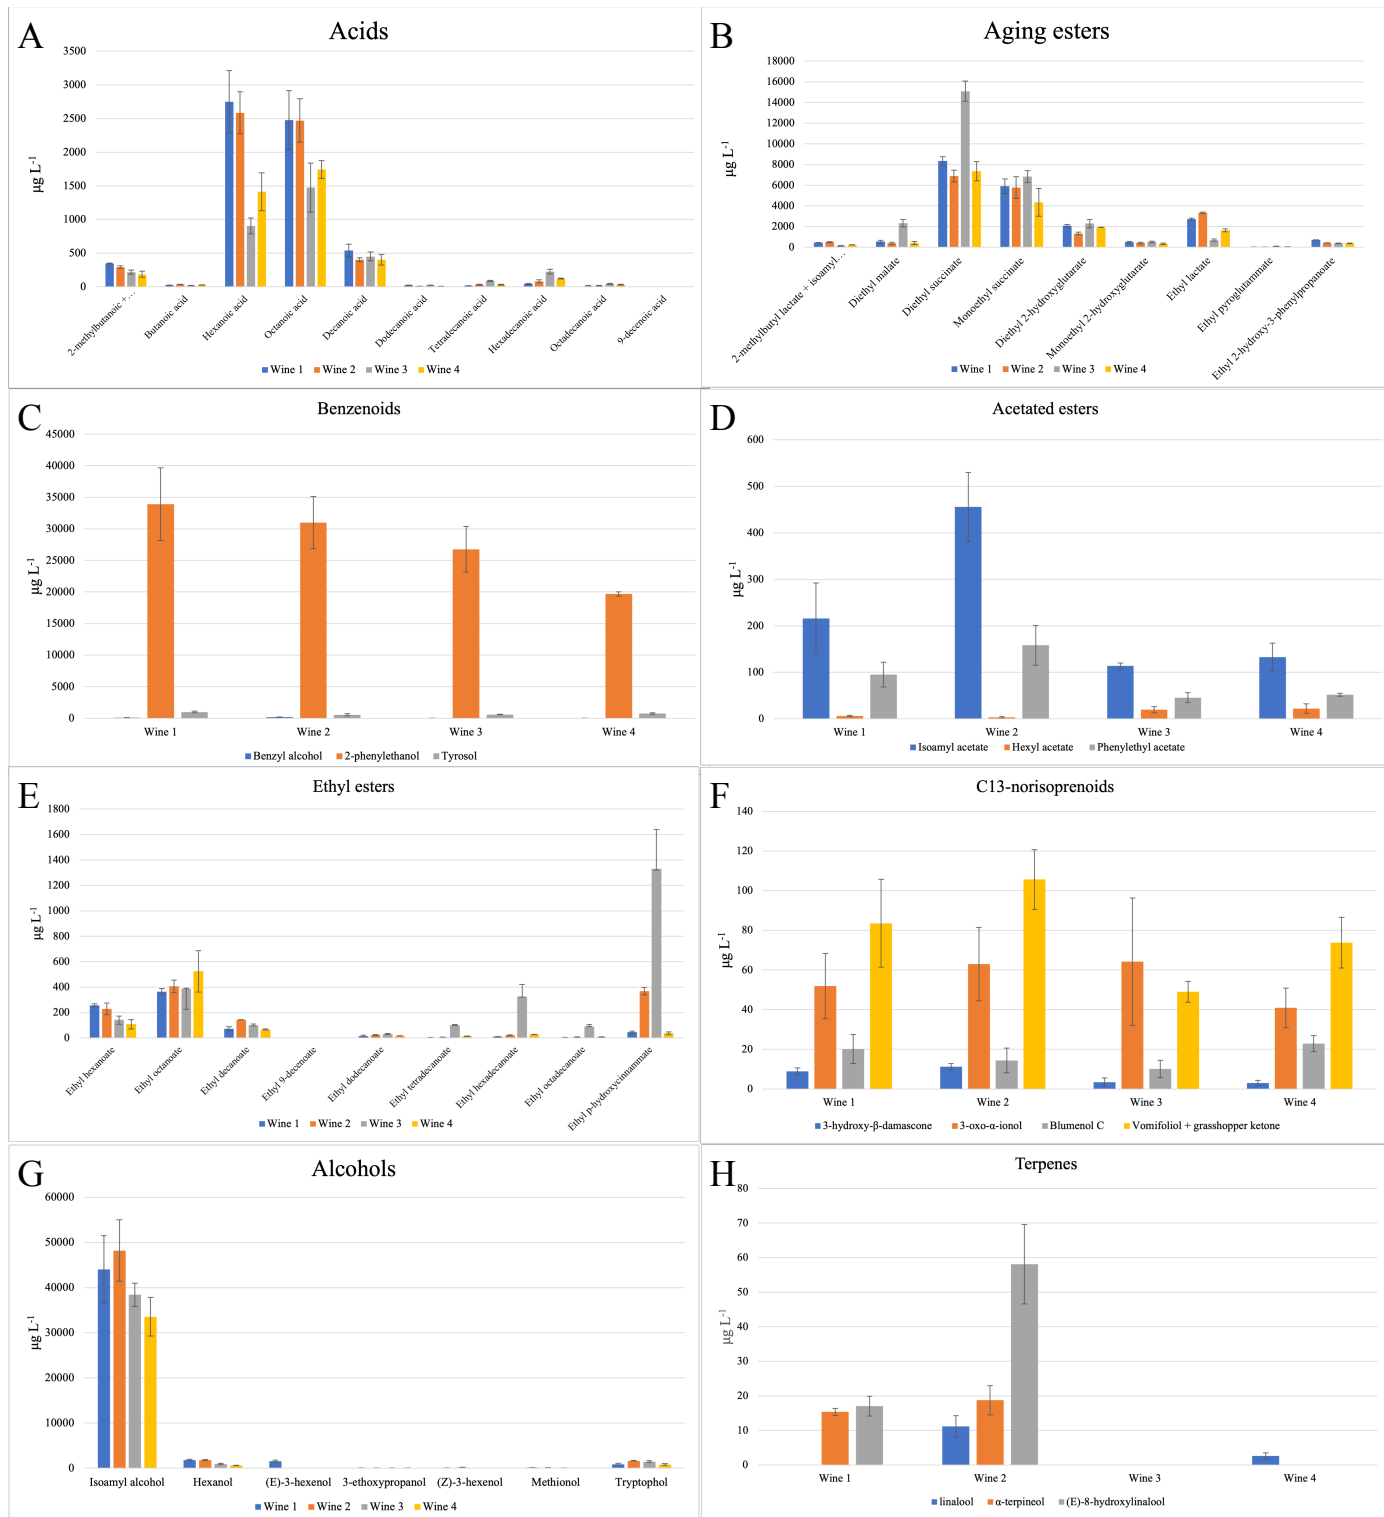 A
Acids
3500
3000
2500
2000
1500
1000
500
0
µg L-1
2-methylbutanoic +...
Butanoic acid
Hexanoic acid
Octanoic acid
Decanoic acid
Dodecanoic acid
Tetradecanoic acid
Hexadecanoic acid
Octadecanoic acid
9-decenoic acid
Wine 1 Wine 2 Wine 3 Wine 4
B
Aging esters
18000
16000
14000
12000
10000
8000
6000
4000
2000
0
µg L-1
2-methylbutyl lactate + isoamyl...
Diethyl malate
Diethyl succinate
Monoethyl succinate
Diethyl 2-hydroxyglutarate
Monoethyl 2-hydroxyglutarate
Ethyl lactate
Ethyl pyroglutammate
Ethyl 2-hydroxy-3-phenylpropanoate
Wine 1 Wine 2 Wine 3 Wine 4
C
Benzenoids
45000
40000
35000
30000
25000
20000
15000
10000
5000
0
µg L-1
Wine 1 Wine 2 Wine 3 Wine 4
Benzyl alcohol 2-phenylethanol Tyrosol
D
Acetated esters
600
500
400
300
200
100
0
µg L-1
Wine 1 Wine 2 Wine 3 Wine 4
Isoamyl acetate Hexyl acetate Phenylethyl acetate
E
Ethyl esters
1800
1600
1400
1200
1000
800
600
400
200
0
µg L-1
Ethyl hexanoate
Ethyl octanoate
Ethyl decanoate
Ethyl 9-decenoate
Ethyl dodecanoate
Ethyl tetradecanoate
Ethyl hexadecanoate
Ethyl octadecanoate
Ethyl p-hydroxycinnammate
Wine 1 Wine 2 Wine 3 Wine 4
F
C13-norisoprenoids
140
120
100
80
60
40
20
0
µg L-1
Wine 1 Wine 2 Wine 3 Wine 4
3-hydroxy-β-damascone 3-oxo-α-ionol Blumenol C Vomifoliol + grasshopper ketone
G
Alcohols
60000
50000
40000
30000
20000
10000
0
µg L-1
Isoamyl alcohol Hexanol (E)-3-hexenol 3-ethoxypropanol (Z)-3-hexenol Methionol Tryptophol
Wine 1 Wine 2 Wine 3 Wine 4
H
Terpenes
80
70
60
50
40
30
20
10
0
µg L-1
Wine 1 Wine 2 Wine 3 Wine 4
linalool α-terpineol (E)-8-hydroxylinalool